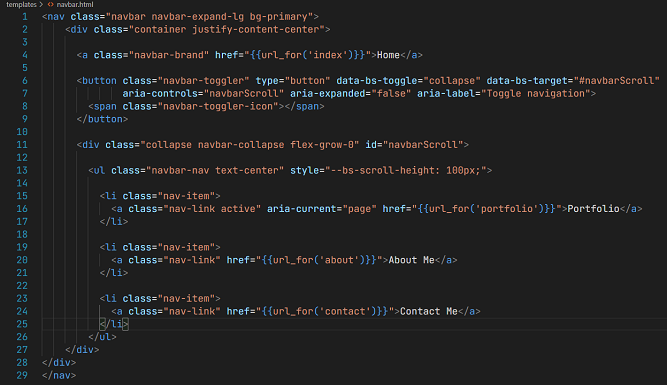 templates > <> navbar.html
1 <nav class="navbar navbar-expand-lg bg-primary">
2 <div class="container justify-content-center">
3
4 <a class="navbar-brand" href="{{url_for('index')}}">Home</a>
5
6 <button class="navbar-toggler" type="button" data-bs-toggle="collapse" data-bs-target="#navbarScroll"
7 aria-controls="navbarScroll" aria-expanded="false" aria-label="Toggle navigation">
8 <span class="navbar-toggler-icon"></span>
9 </button>
10
11 <div class="collapse navbar-collapse flex-grow-0" id="navbarScroll">
12
13 <ul class="navbar-nav text-center" style="--bs-scroll-height: 100px;">
14
15 <li class="nav-item">
16 <a class="nav-link active" aria-current="page" href="{{url_for('portfolio')}}">Portfolio</a>
17 </li>
18
19 <li class="nav-item">
20 <a class="nav-link" href="{{url_for('about')}}">About Me</a>
21 </li>
22
23 <li class="nav-item">
24 <a class="nav-link" href="{{url_for('contact')}}">Contact Me</a>
25 </li>
26 </ul>
27 </div>
28 </div>
29 </nav>